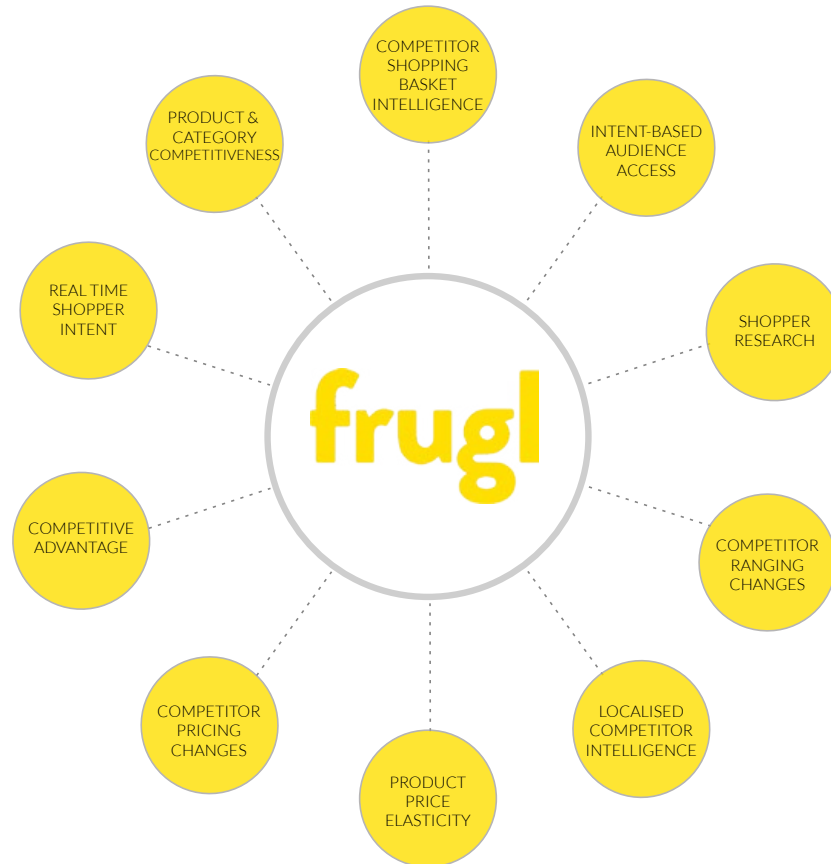 COMPETITOR
SHOPPING
BASKET
INTELLIGENCE
INTENT-BASED
AUDIENCE
ACCESS
SHOPPER
RESEARCH
COMPETITOR
RANGING
CHANGES
LOCALISED
COMPETITOR
INTELLIGENCE
PRODUCT
PRICE
ELASTICITY
COMPETITOR
PRICING
CHANGES
COMPETITIVE
ADVANTAGE
REAL TIME
SHOPPER
INTENT
PRODUCT &
CATEGORY
COMPETITIVENESS
frugl